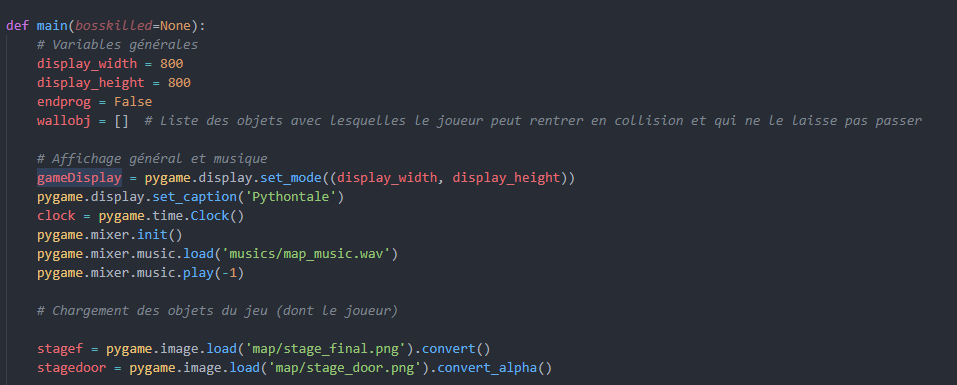 def main(bosskilled=None):
# Variables générales
display_width = 800
display_height = 800
endprog = False
wallobj = []  # Liste des objets avec lesquelles le joueur peut rentrer en collision et qui ne le laisse pas passer
# Affichage général et musique
gameDisplay = pygame.display.set_mode((display_width, display_height))
pygame.display.set_caption('Pythontale')
clock = pygame.time.Clock()
pygame.mixer.init()
pygame.mixer.music.load('musics/map_music.wav')
pygame.mixer.music.play(-1)
# Chargement des objets du jeu (dont le joueur)
stagef = pygame.image.load('map/stage_final.png').convert()
stagedoor = pygame.image.load('map/stage_door.png').convert_alpha()